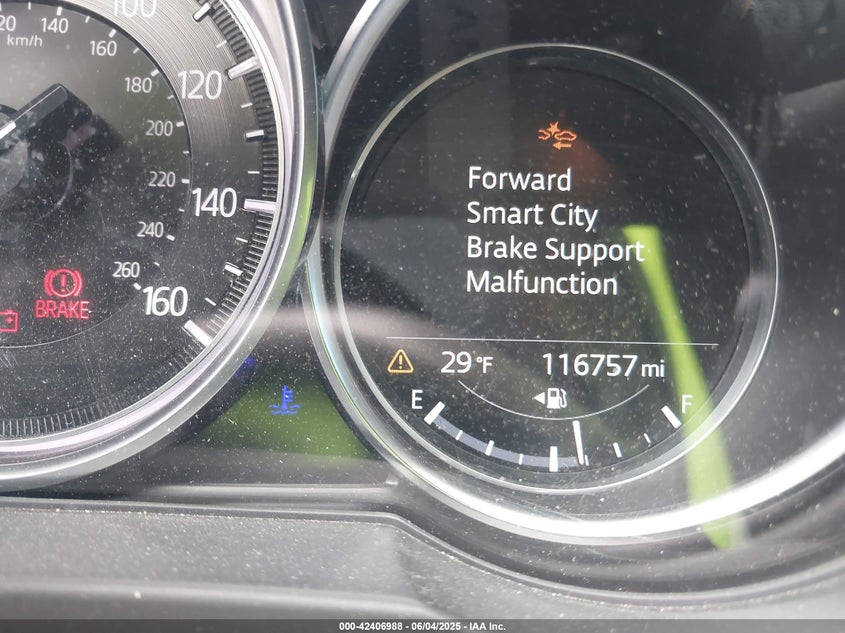 100
120
140
160
120 140
km/h
160
180
200
220
240
260
BRAKE
Forward
Smart City
Brake Support
Malfunction
29°F 116757 mi
E F
000-42406988 - 06/04/2025 - IAA Inc.